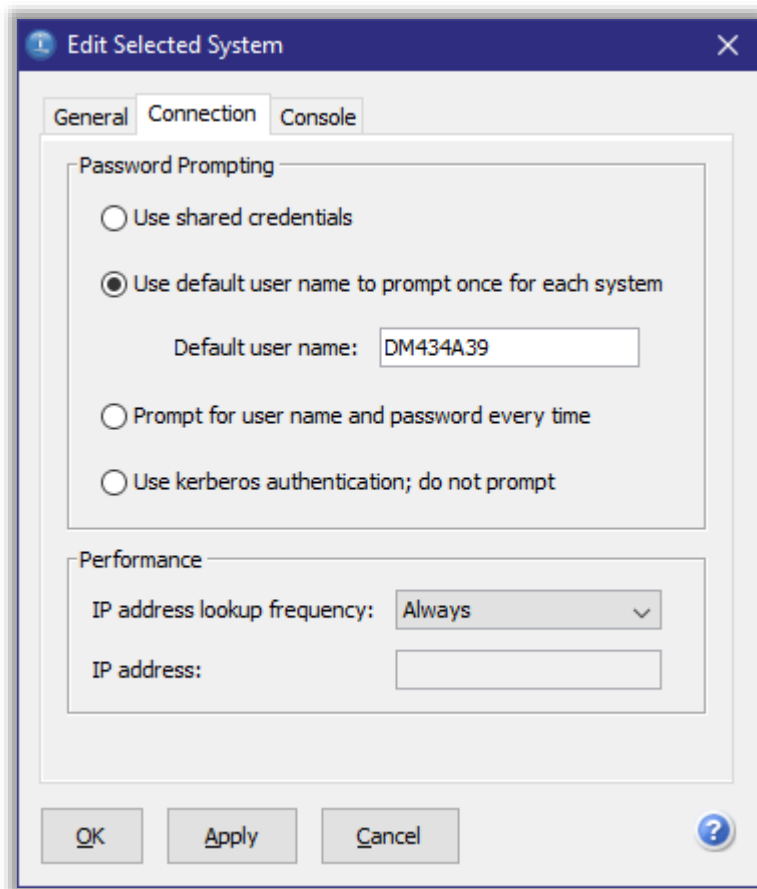 Edit Selected System
General Connection Console
Password Prompting
Use shared credentials
Use default user name to prompt once for each system
Default user name: DM434A39
Prompt for user name and password every time
Use kerberos authentication; do not prompt
Performance
IP address lookup frequency: Always
IP address:
OK Apply Cancel ?